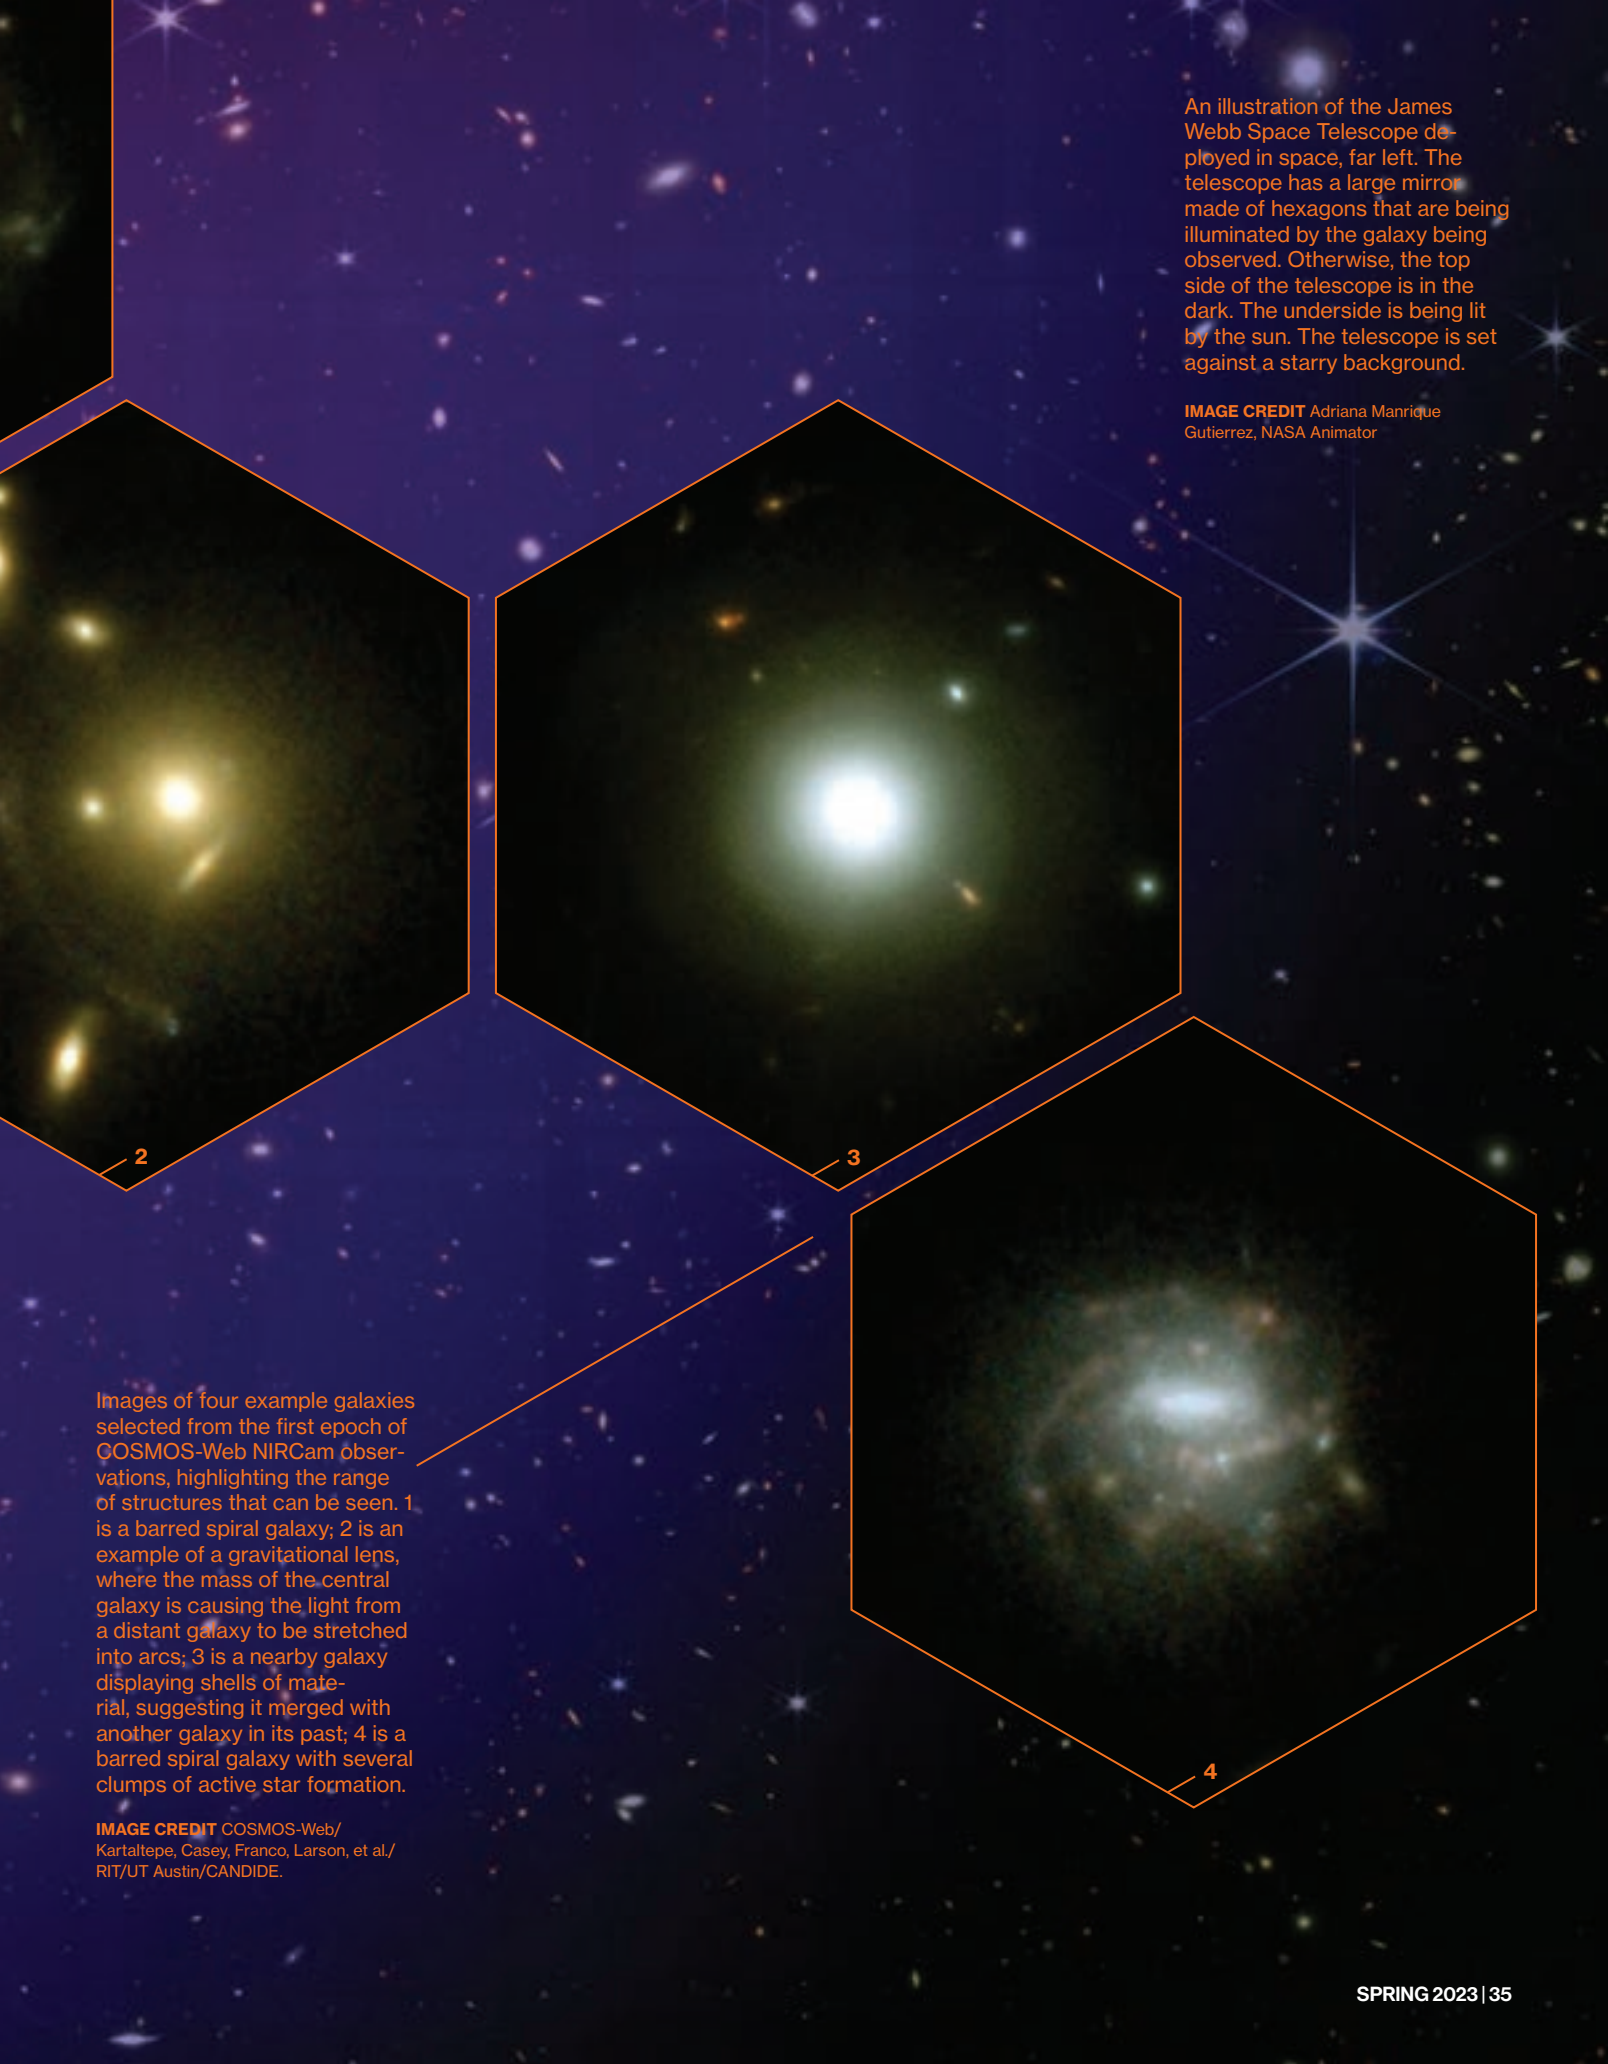 An illustration of the James
Webb Space Telescope de-
ployed in space, far left. The
telescope has a large mirror
made of hexagons that are being
illuminated by the galaxy being
observed. Otherwise, the top
side of the telescope is in the
dark. The underside is being lit
by the sun. The telescope is set
against a starry background.
IMAGE CREDIT Adriana Manrique
Gutierrez, NASA Animator
2
3
Images of four example galaxies
selected from the first epoch of
COSMOS-Web NIRCam obser-
vations, highlighting the range
of structures that can be seen. 1
is a barred spiral galaxy; 2 is an
example of a gravitational lens,
where the mass of the central
galaxy is causing the light from
a distant galaxy to be stretched
into arcs; 3 is a nearby galaxy
displaying shells of mate-
rial, suggesting it merged with
another galaxy in its past; 4 is a
barred spiral galaxy with several
clumps of active star formation.
IMAGE CREDIT COSMOS-Web/
Kartaltepe, Casey, Franco, Larson, et al./
RIT/UT Austin/CANDIDE.
4
SPRING 2023 | 35